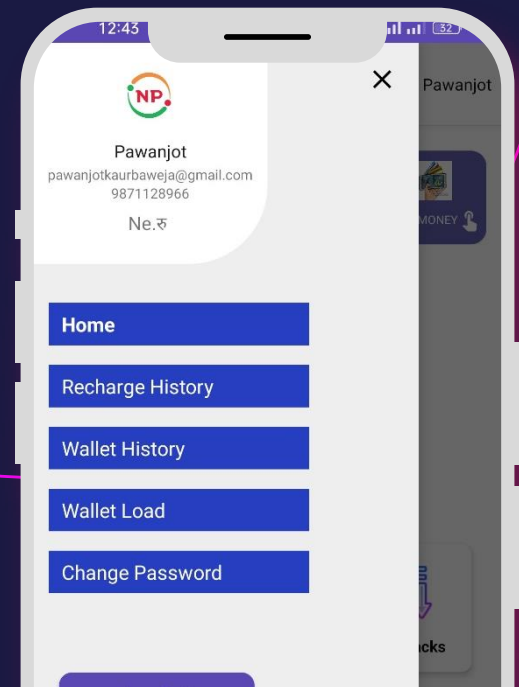 12:43
32
NP
Pawanjot
pawanjotkaurbaweja@gmail.com
9871128966
Ne.रु
Pawanjot
MONEY
Home
Recharge History
Wallet History
Wallet Load
Change Password
cks